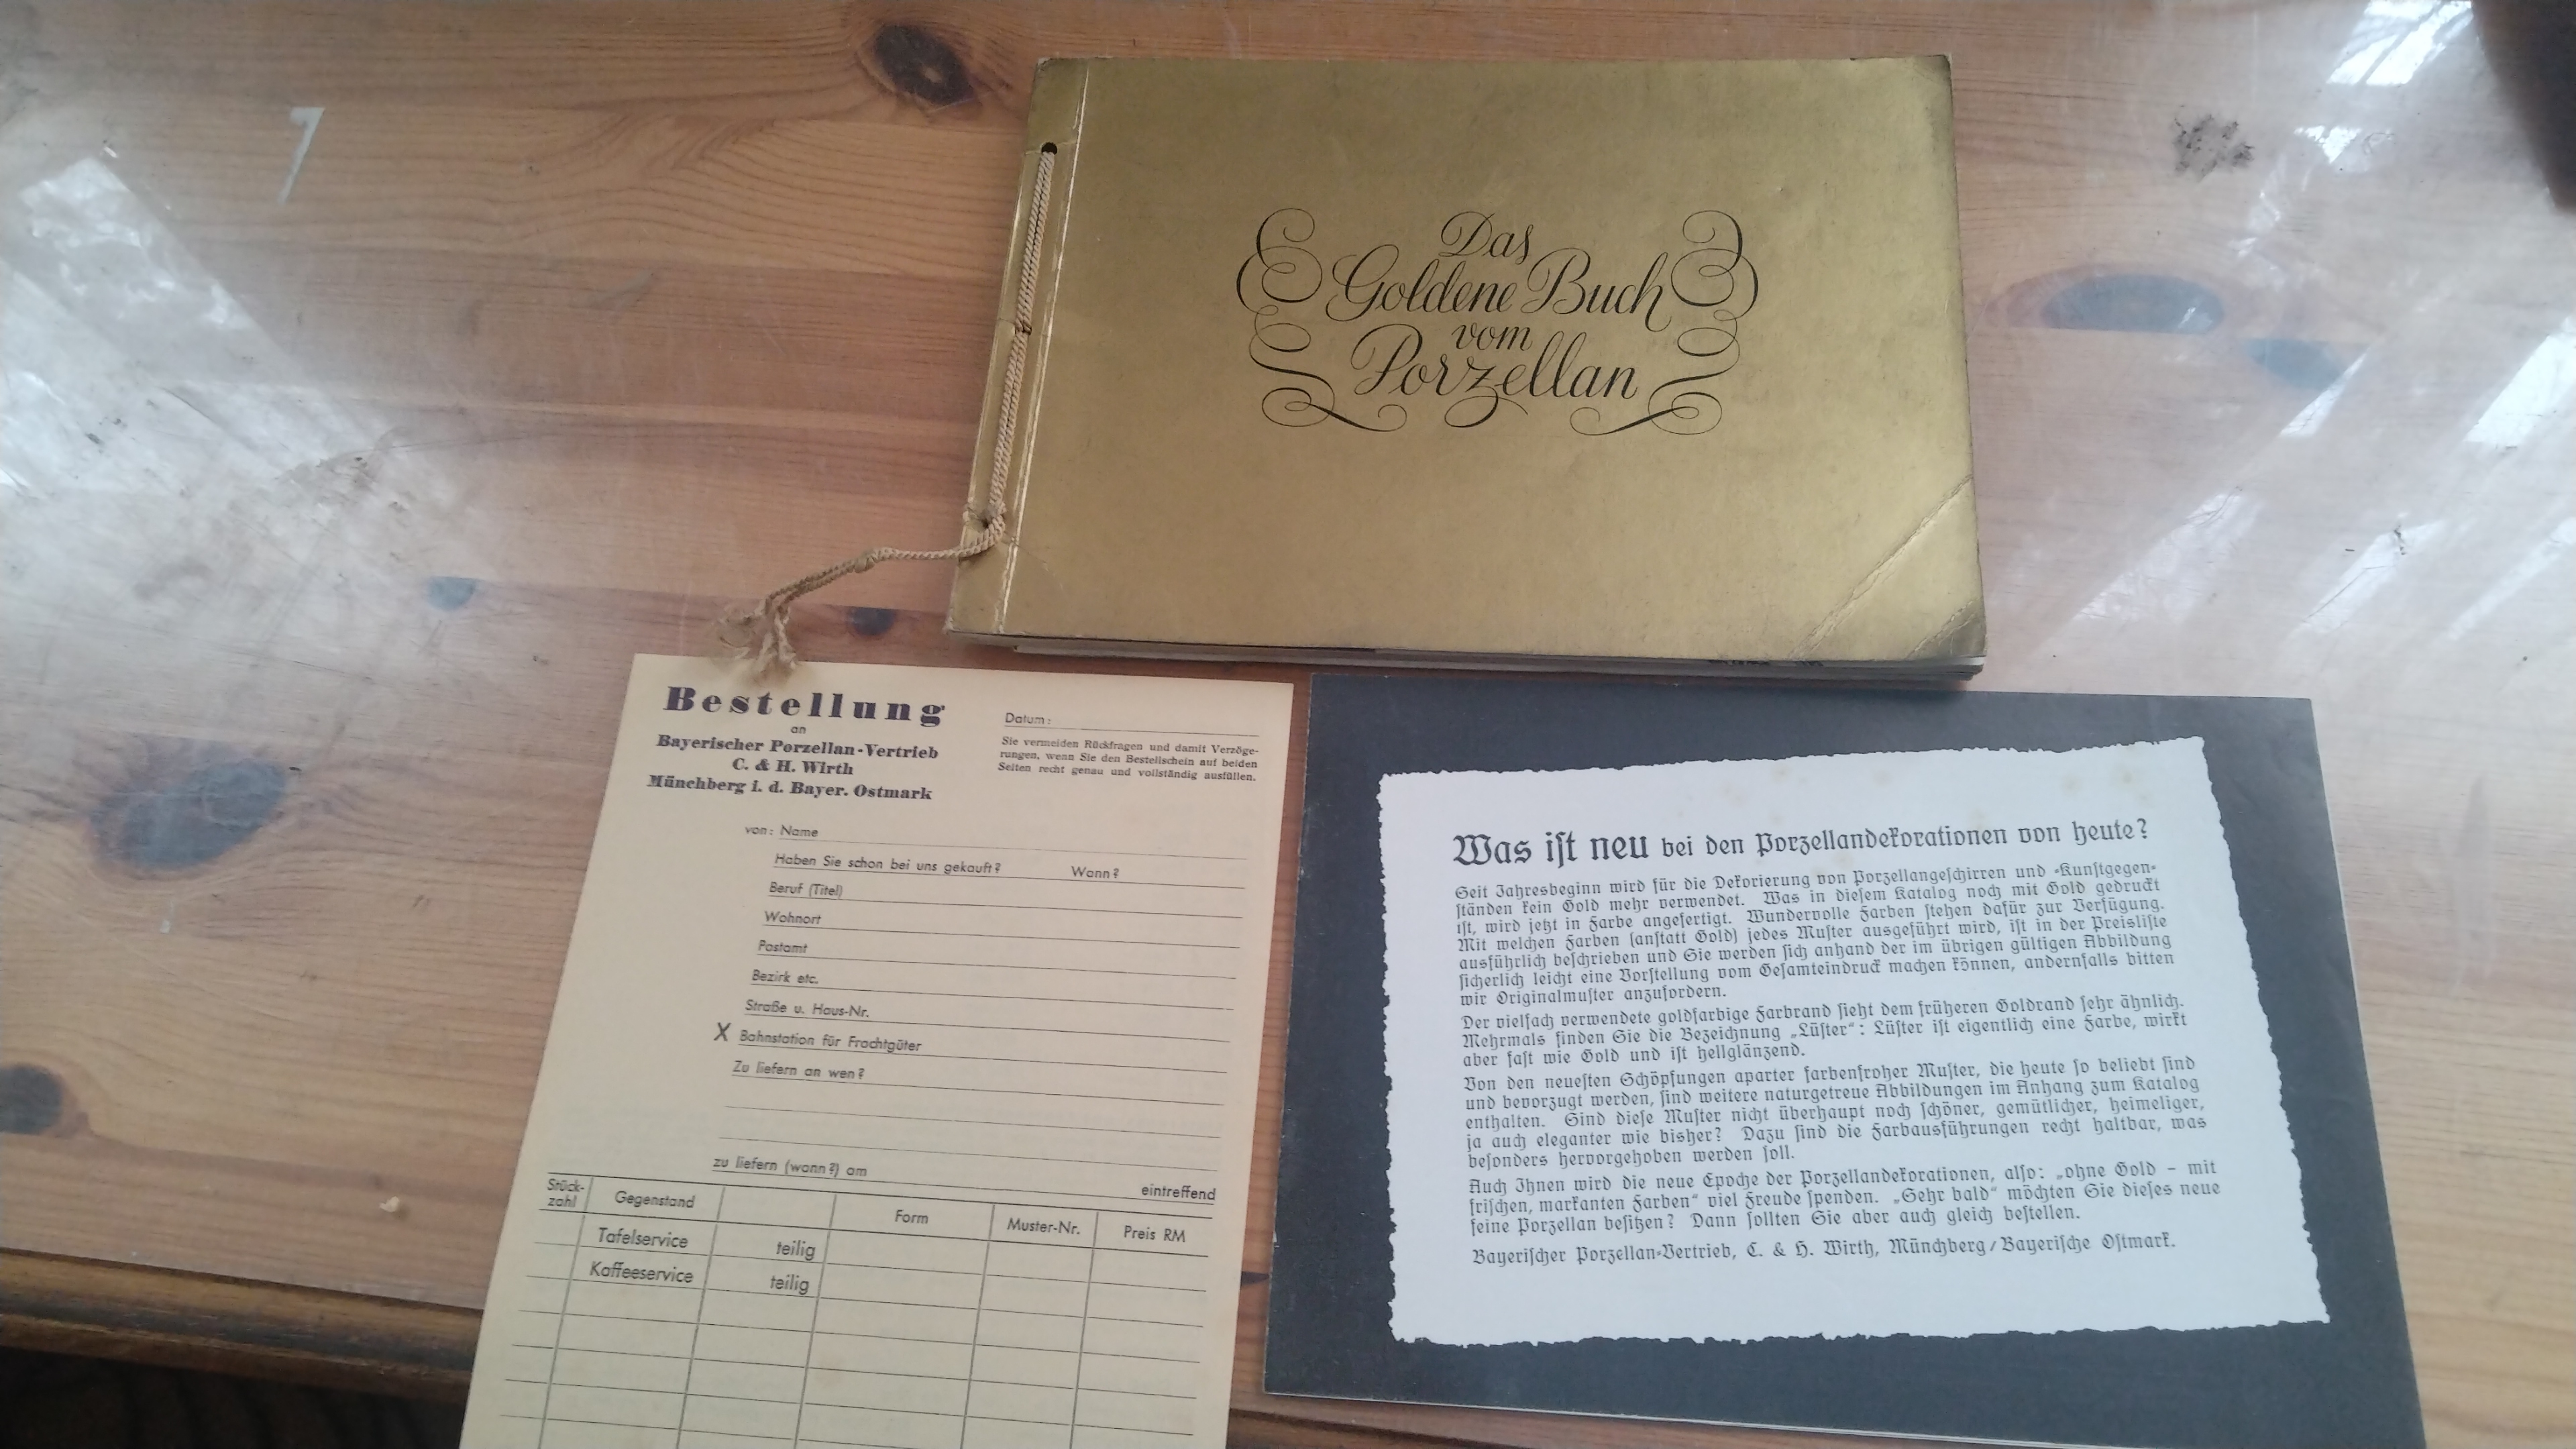 Das
Goldene Buch
vom
Porzellan
Bestellung
an
Bayerischer Porzellan-Vertrieb
C. & H. Wirth
Münchberg i. d. Bayer. Ostmark
Datum:
Sie vermeiden Rückfragen und damit Verzöge-
rungen, wenn Sie den Bestellschein auf beiden
Seiten recht genau und vollständig ausfüllen.
von: Name
Haben Sie schon bei uns gekauft? Wann?
Beruf (Titel)
Wohnort
Postamt
Bezirk etc.
Straße u. Haus-Nr.
X Bahnstation für Frachtgüter
Zu liefern an wen?
zu liefern (wann?) am eintreffend
Stück-
zahl Gegenstand Form Muster-Nr. Preis RM
Tafelservice teilig
Kaffeeservice teilig
Was iſt neu bei den Porzellandekorationen von heute?
Seit Jahresbeginn wird für die Dekorierung von Porzellangeſchirren und -Kunſtgegen-
ſtänden kein Gold mehr verwendet. Was in dieſem Katalog noch mit Gold gedruckt
iſt, wird jetzt in Farbe angefertigt. Wundervolle Farben ſtehen dafür zur Verfügung.
Mit welchen Farben (anſtatt Gold) jedes Muſter ausgeführt wird, iſt in der Preisliſte
ausführlich beſchrieben und Sie werden ſich anhand der im übrigen gültigen Abbildung
ſicherlich leicht eine Vorſtellung vom Geſamteindruck machen können, andernfalls bitten
wir Originalmuſter anzufordern.
Der vielfach verwendete goldfarbige Farbrand ſieht dem früheren Goldrand ſehr ähnlich.
Mehrmals finden Sie die Bezeichnung „Lüſter“: Lüſter iſt eigentlich eine Farbe, wirkt
aber faſt wie Gold und iſt hellglänzend.
Von den neueſten Schöpfungen aparter farbenfroher Muſter, die heute ſo beliebt ſind
und bevorzugt werden, ſind weitere naturgetreue Abbildungen im Anhang zum Katalog
enthalten. Sind dieſe Muſter nicht überhaupt noch ſchöner, gemütlicher, heimeliger,
ja auch eleganter wie bisher? Dazu ſind die Farbausführungen recht haltbar, was
beſonders hervorgehoben werden ſoll.
Auch Ihnen wird die neue Epoche der Porzellandekorationen, alſo: „ohne Gold – mit
friſchen, markanten Farben“ viel Freude ſpenden. „Sehr bald“ möchten Sie dieſes neue
feine Porzellan beſitzen? Dann ſollten Sie aber auch gleich beſtellen.
Bayeriſcher Porzellan-Vertrieb, C. & H. Wirth, Münchberg/Bayeriſche Oſtmark.